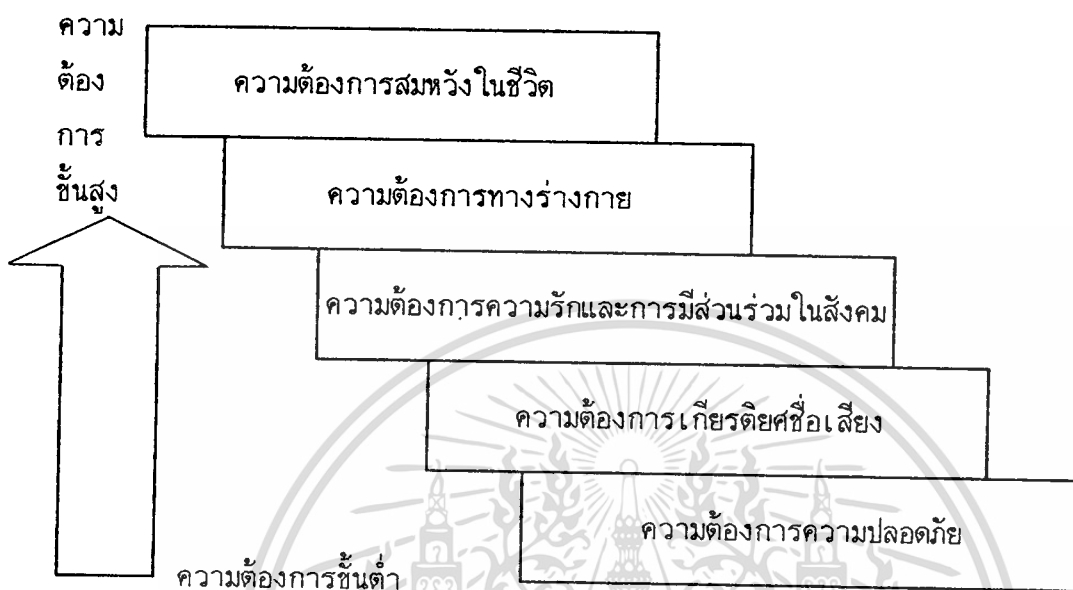 ความ
ต้อง
การ
ขั้นสูง
ความต้องการสมหวังในชีวิต
ความต้องการทางร่างกาย
ความต้องการความรักและการมีส่วนร่วมในสังคม
ความต้องการเกียรติยศชื่อเสียง
ความต้องการความปลอดภัย
ความต้องการขั้นต่ำ